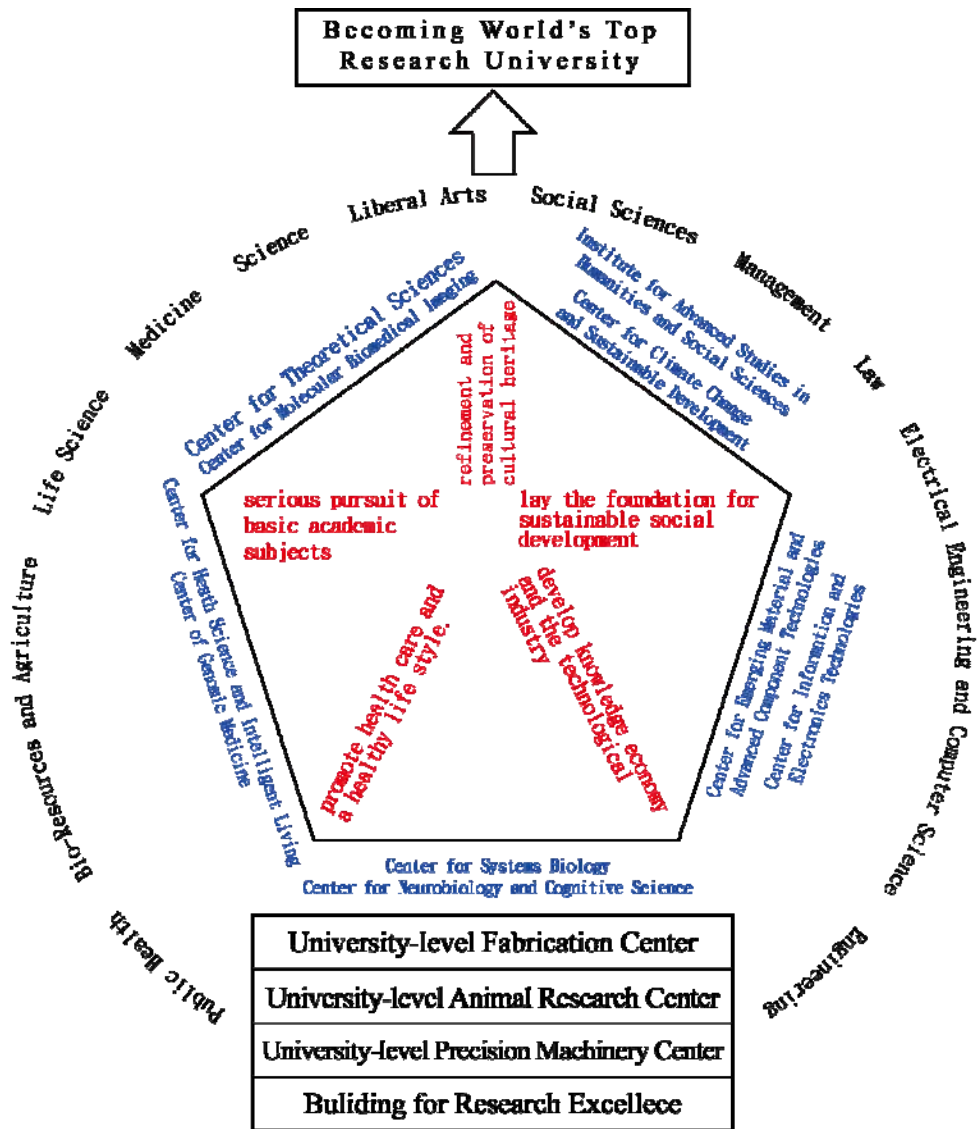 Becoming World's Top
Research University
Liberal Arts
Social Sciences
Science
Management
Medicine
Law
Life Science
Electrical Engineering and Computer Science
Bio-Resources and Agriculture
Engineering
Public Health
Center for Theoretical Sciences
Center for Molecular Biomedical Imaging
Institute for Advanced Studies in
Humanities and Social Sciences
Center for Climate Change
and Sustainable Development
refinement and
preservation of
cultural heritage
serious pursuit of
basic academic
subjects
lay the foundation for
sustainable social
development
Center for Heath Science and Intelligent Living
Center of Genomic Medicine
promote health care and
a healthy life style.
develop knowledge economy
and the technological
industry
Center for Emerging Material and
Advanced Component Technologies
Center for Information and
Electronics Technologies
Center for Systems Biology
Center for Neurobiology and Cognitive Science
University-level Fabrication Center
University-level Animal Research Center
University-level Precision Machinery Center
Buliding for Research Excellece